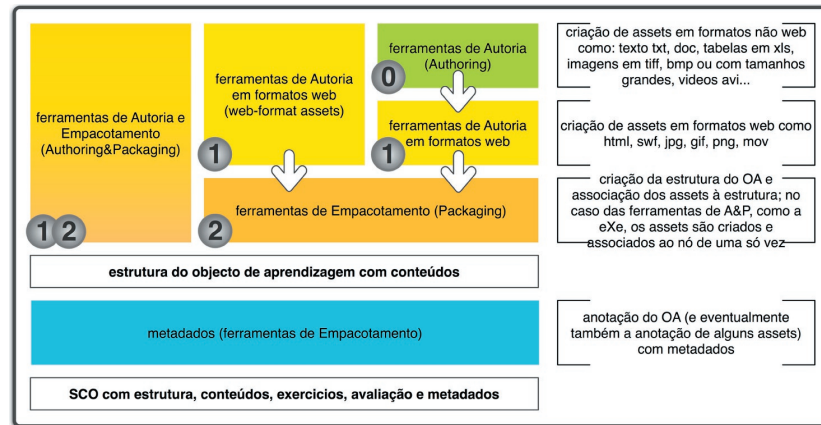 ferramentas de Autoria e
Empacotamento
(Authoring&Packaging)
1 2
ferramentas de Autoria
em formatos web
(web-format assets)
1
ferramentas de Autoria
(Authoring)
0
ferramentas de Autoria
em formatos web
1
ferramentas de Empacotamento (Packaging)
2
estrutura do objecto de aprendizagem com conteúdos
metadados (ferramentas de Empacotamento)
SCO com estrutura, conteúdos, exercicios, avaliação e metadados
criação de assets em formatos não web
como: texto txt, doc, tabelas em xls,
imagens em tiff, bmp ou com tamanhos
grandes, videos avi...
criação de assets em formatos web como
html, swf, jpg, gif, png, mov
criação da estrutura do OA e
associação dos assets à estrutura; no
caso das ferramentas de A&P, como a
eXe, os assets são criados e
associados ao nó de uma só vez
anotação do OA (e eventualmente
também a anotação de alguns assets)
com metadados